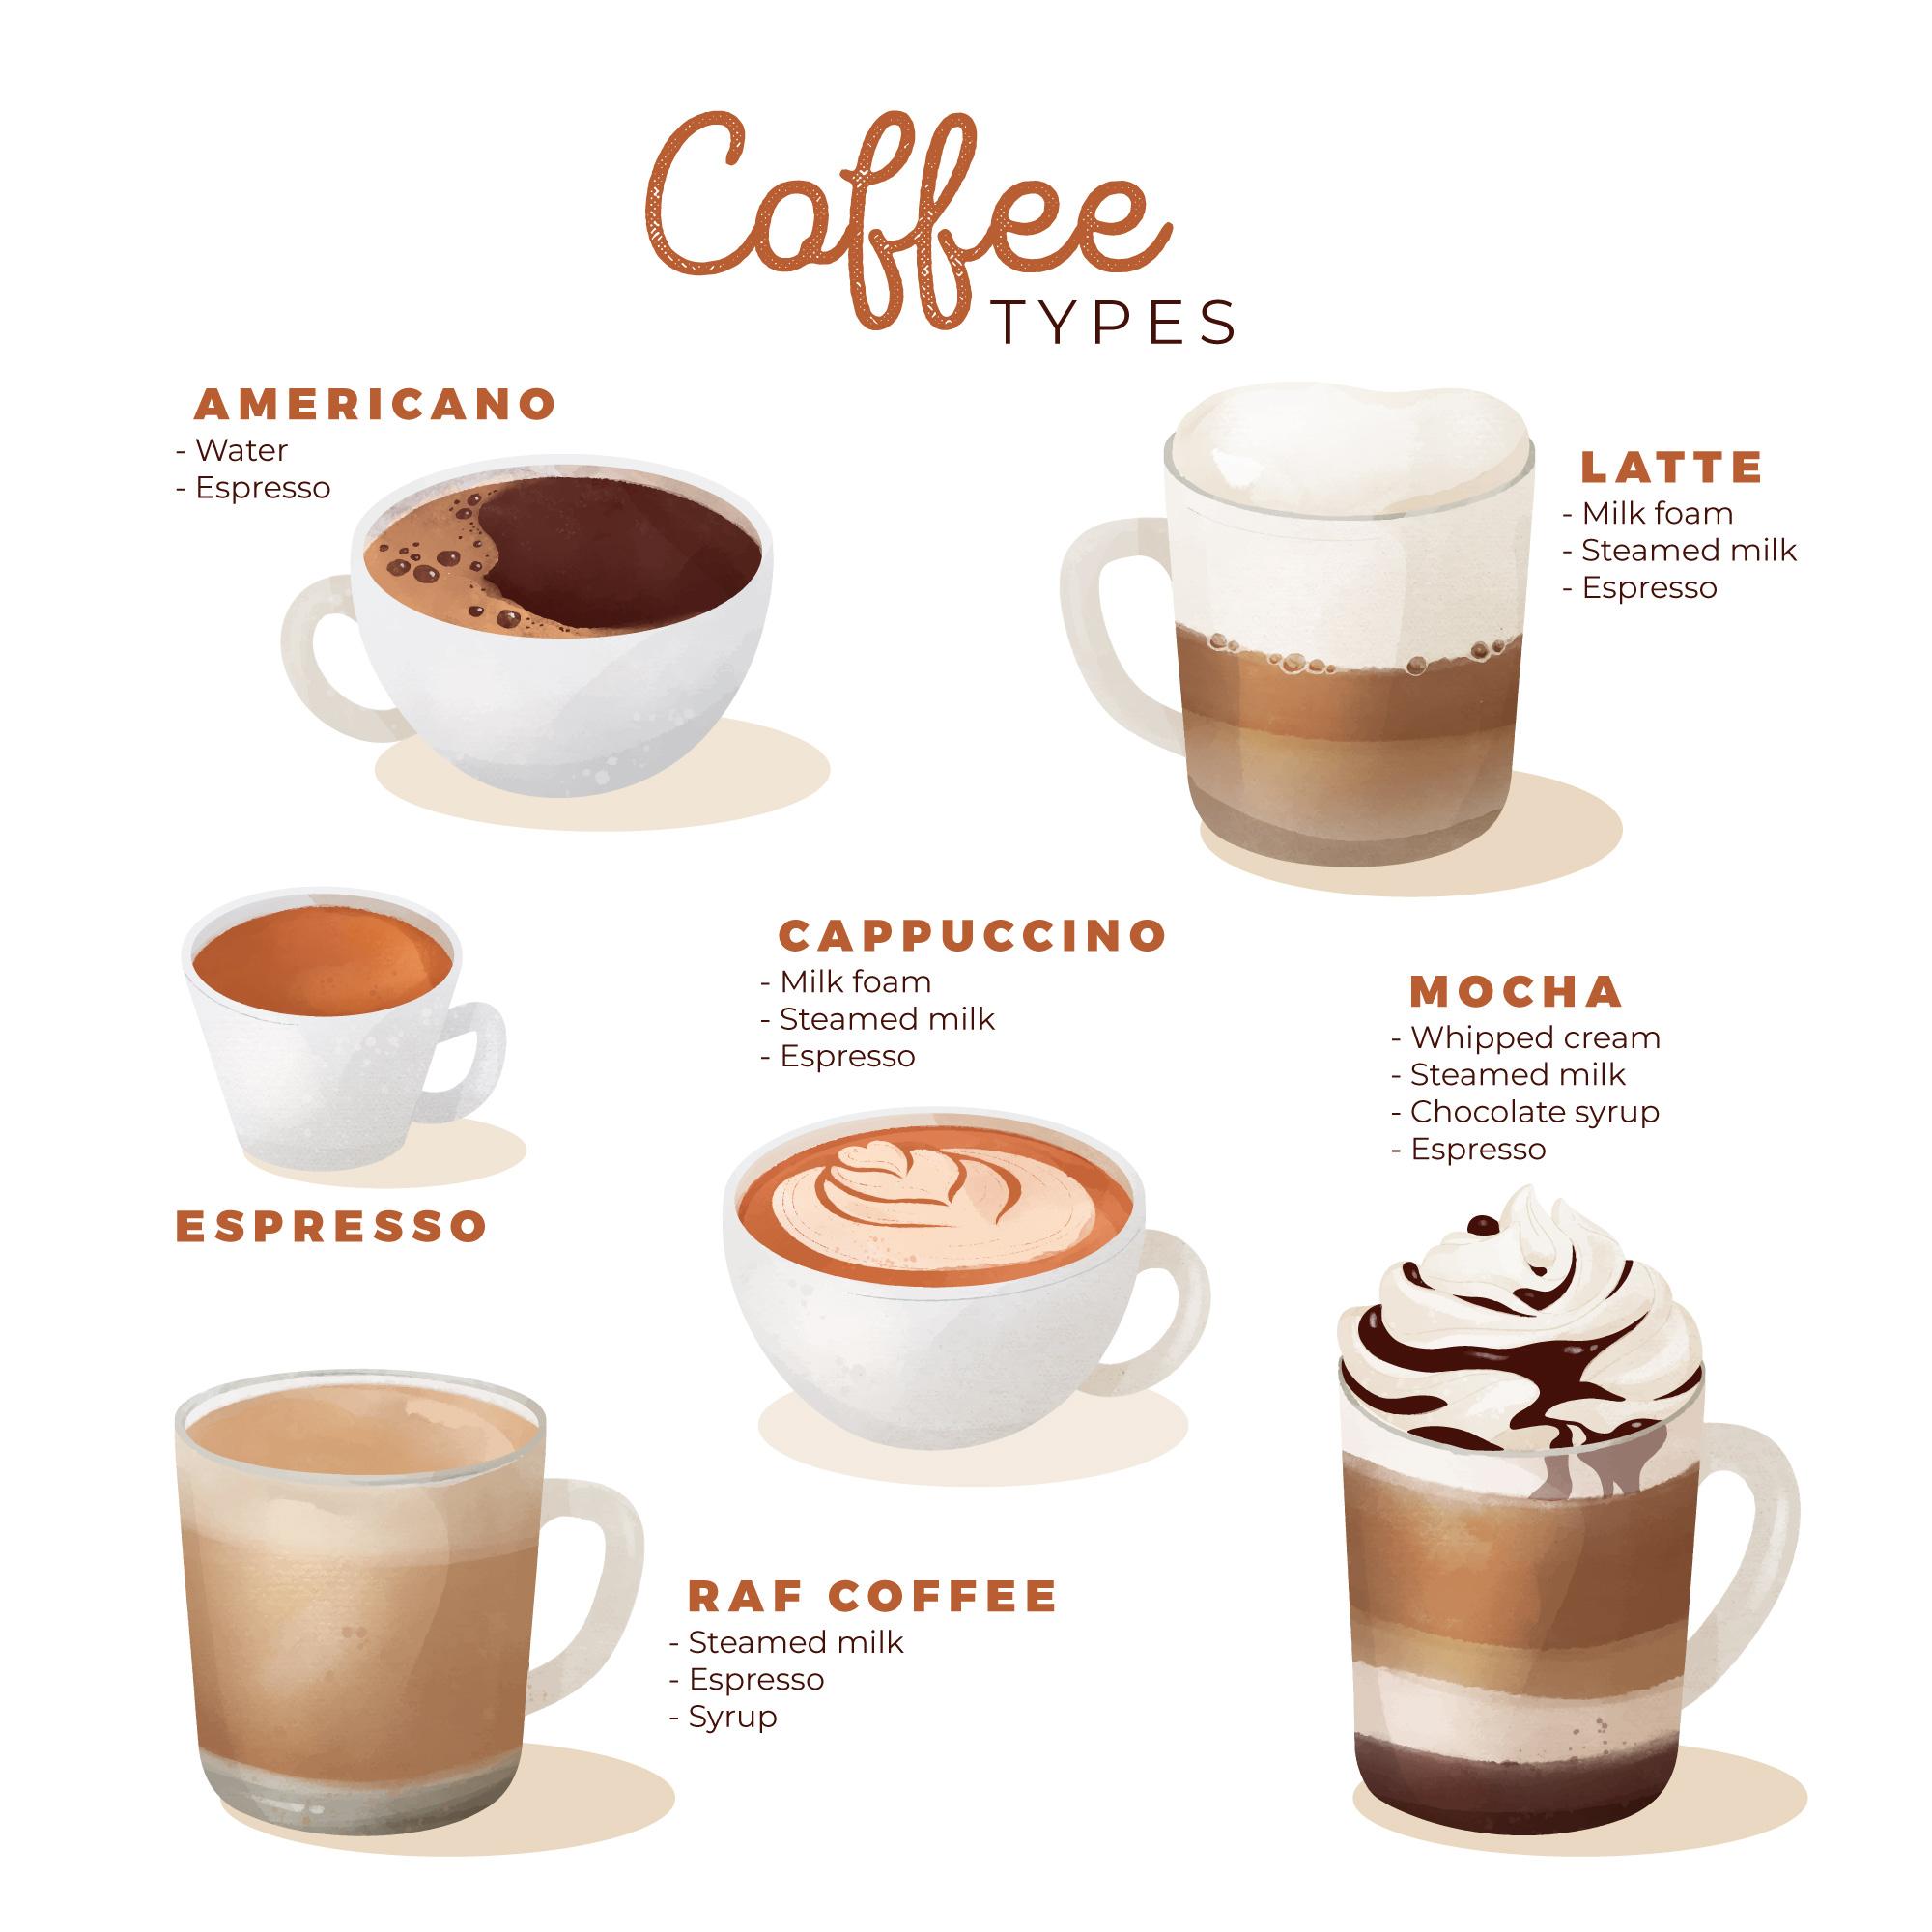 Coffee
TYPES
AMERICANO
- Water
- Espresso
LATTE
- Milk foam
- Steamed milk
- Espresso
CAPPUCCINO
- Milk foam
- Steamed milk
- Espresso
MOCHA
- Whipped cream
- Steamed milk
- Chocolate syrup
- Espresso
ESPRESSO
RAF COFFEE
- Steamed milk
- Espresso
- Syrup